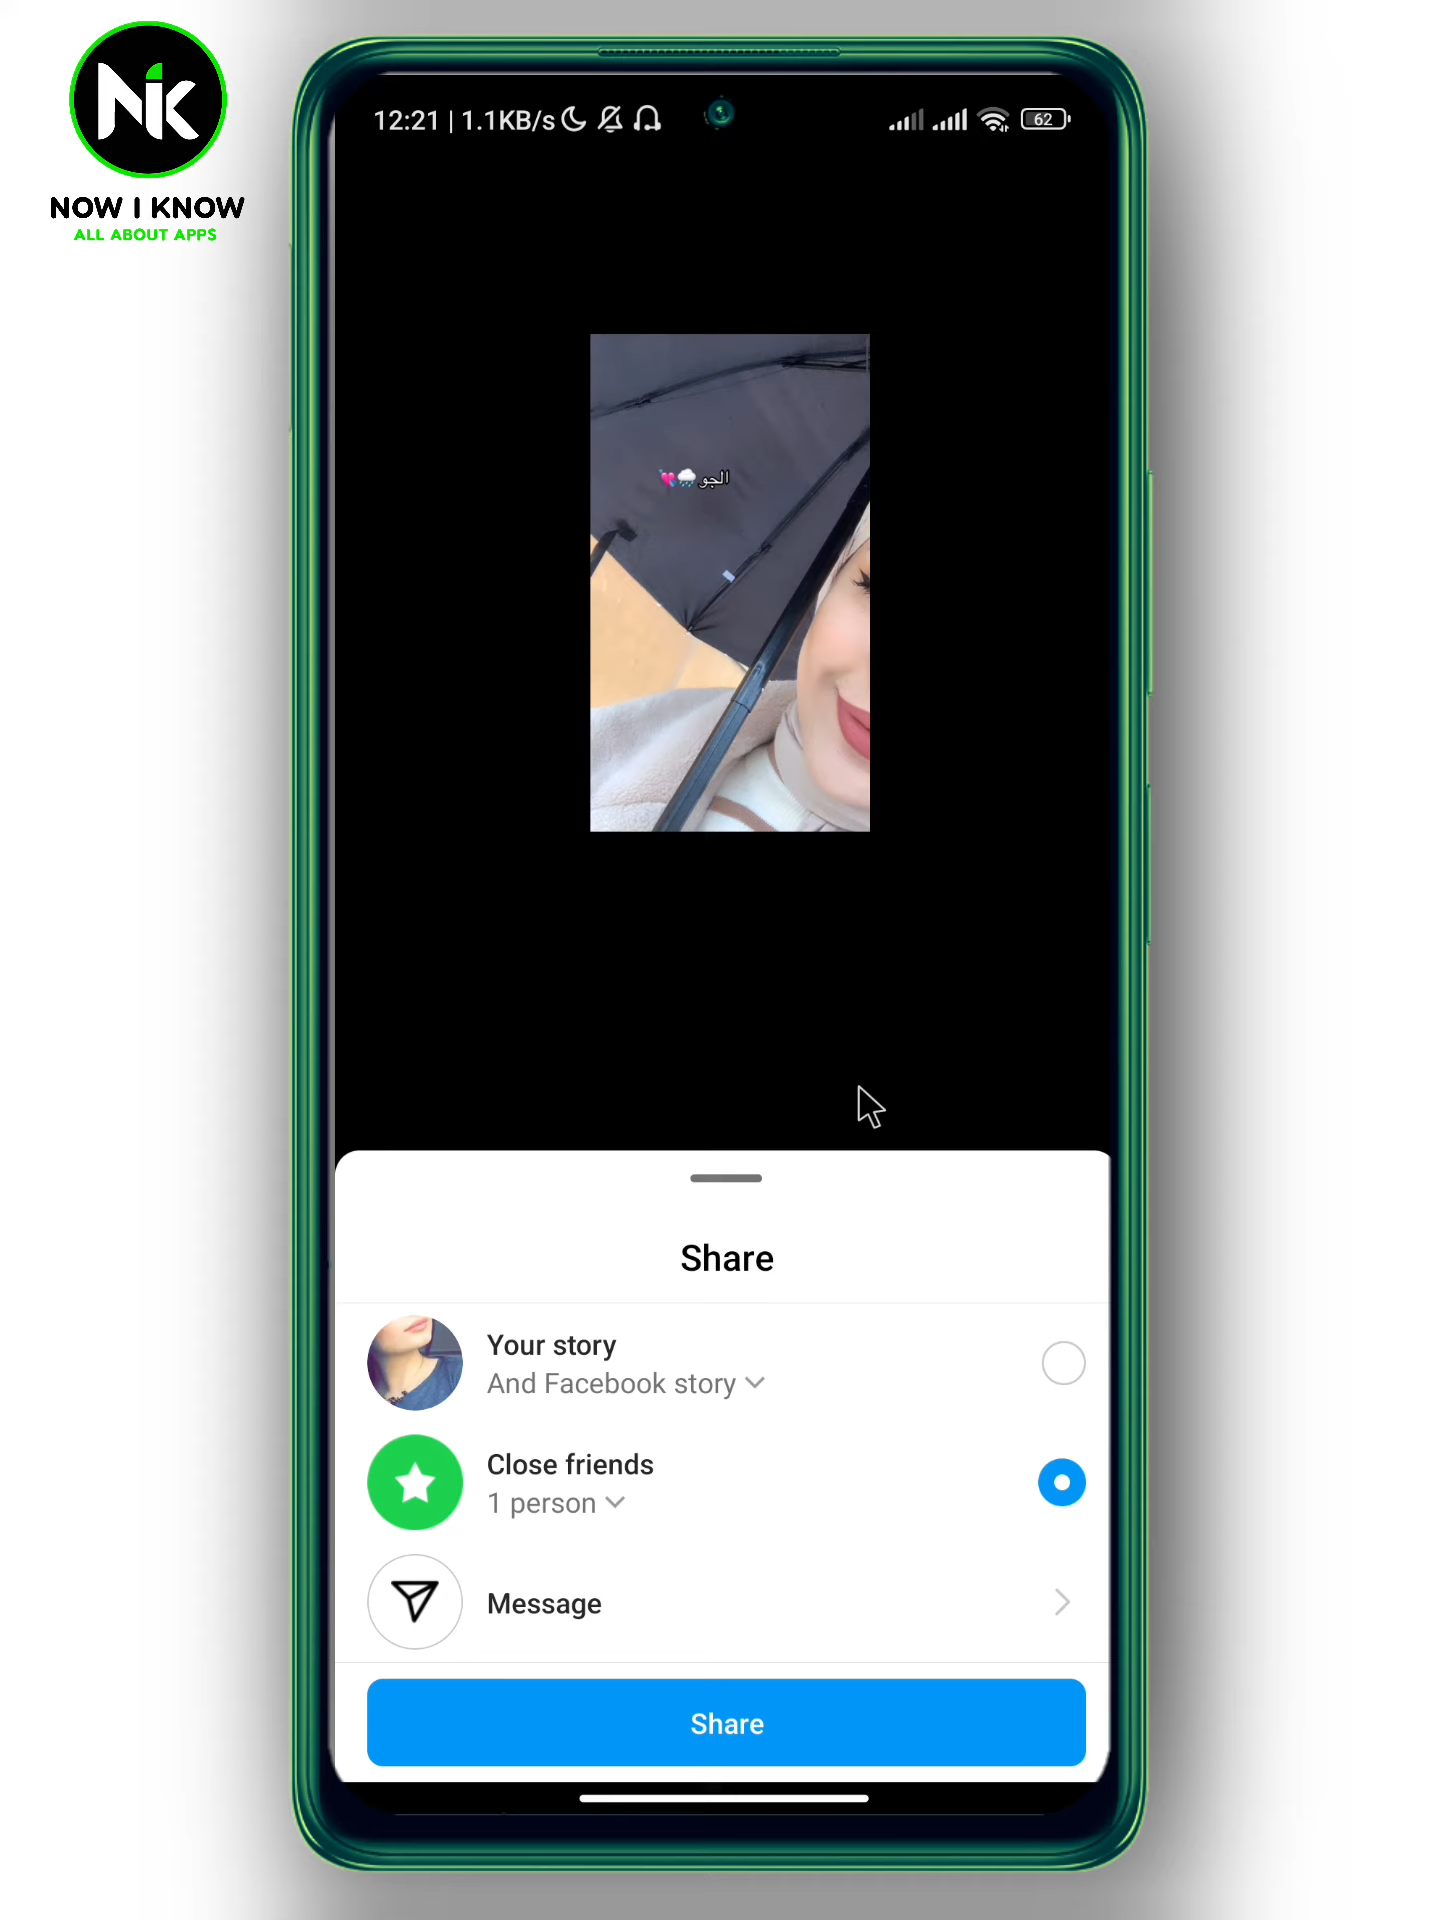 NiK
NOW I KNOW
ALL ABOUT APPS
12:21 | 1.1KB/s
62
الجو🌧️💘
Share
Your story
And Facebook story
Close friends
1 person
Message
Share